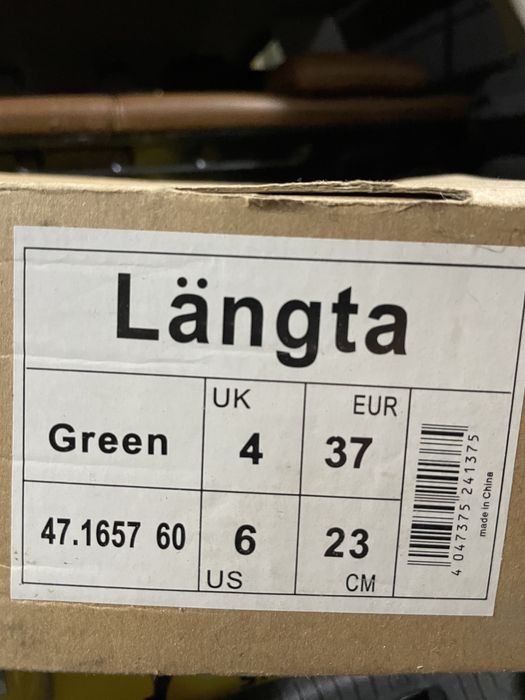 Längta
Green
UK
4
EUR
37
47.1657 60
6
US
23
CM
4 047375 241375
made in China